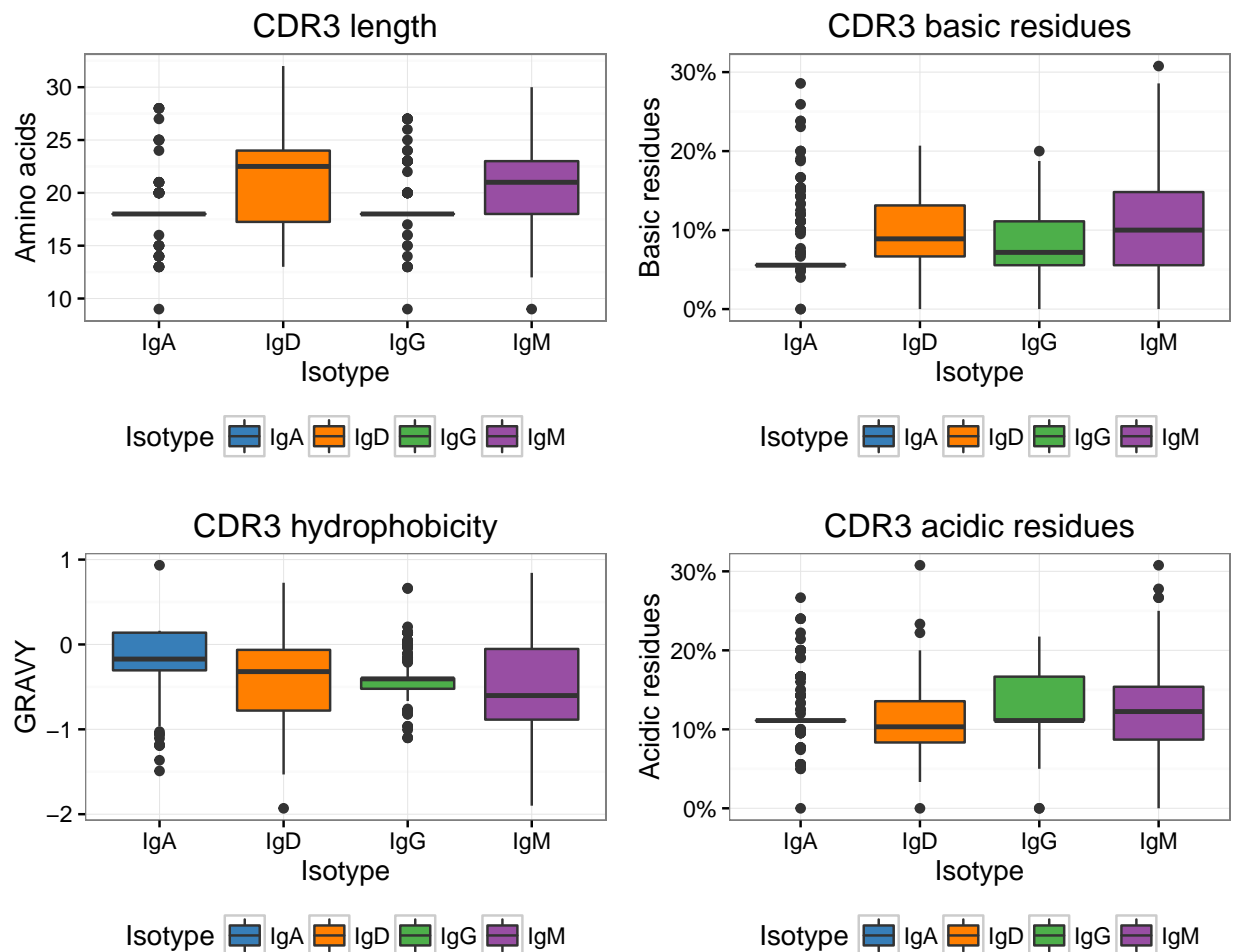 CDR3 length
Amino acids
30
25
20
15
10
IgA IgD IgG IgM
Isotype
Isotype IgA IgD IgG IgM
CDR3 basic residues
Basic residues
30%
20%
10%
0%
IgA IgD IgG IgM
Isotype
Isotype IgA IgD IgG IgM
CDR3 hydrophobicity
GRAVY
1
0
−1
−2
IgA IgD IgG IgM
Isotype
Isotype IgA IgD IgG IgM
CDR3 acidic residues
Acidic residues
30%
20%
10%
0%
IgA IgD IgG IgM
Isotype
Isotype IgA IgD IgG IgM